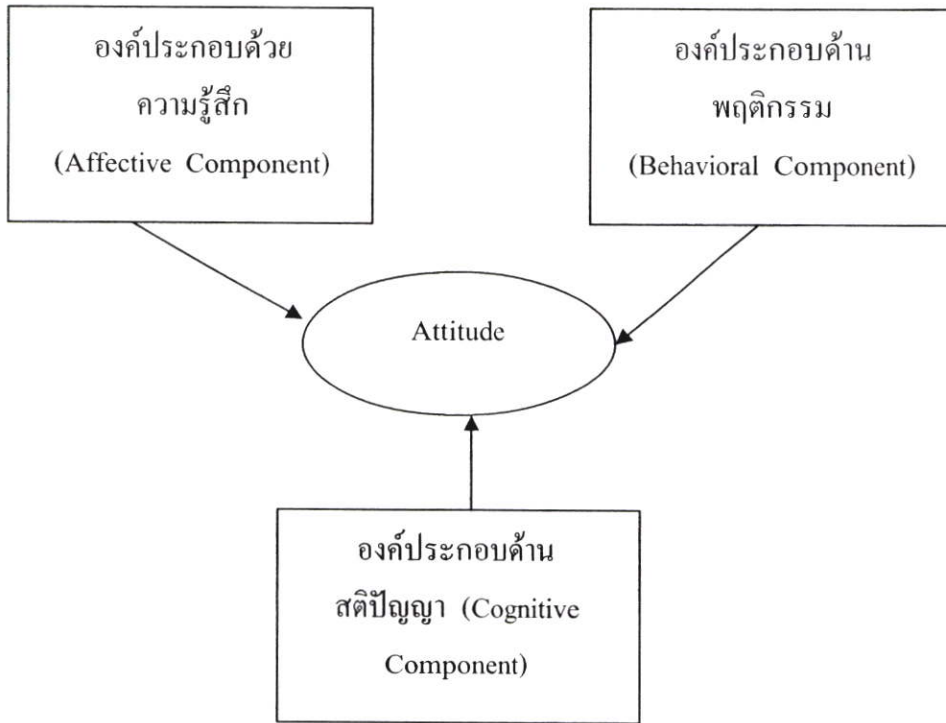 องค์ประกอบด้วย
ความรู้สึก
(Affective Component)
องค์ประกอบด้าน
พฤติกรรม
(Behavioral Component)
Attitude
องค์ประกอบด้าน
สติปัญญา (Cognitive
Component)